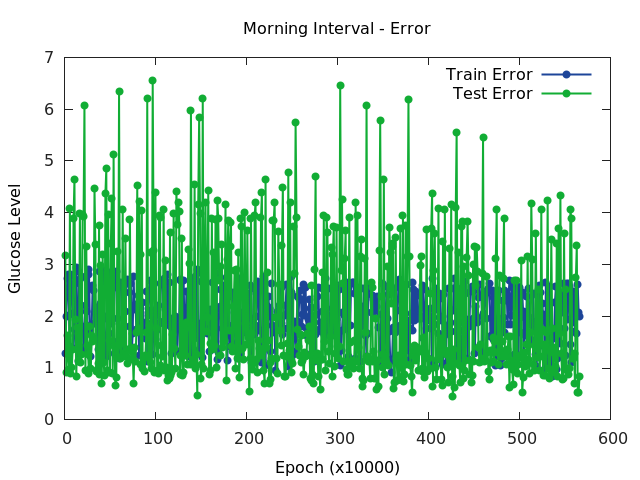 Morning Interval - Error
Train Error
Test Error
7
6
5
4
3
2
1
0
Glucose Level
0 100 200 300 400 500 600
Epoch (x10000)